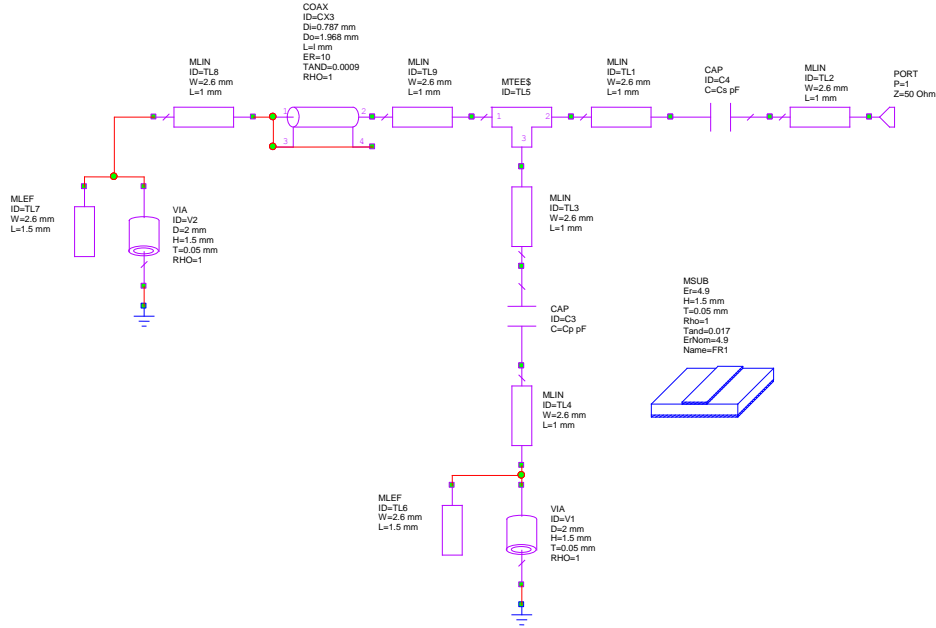 COAX
ID=CX3
Di=0.787 mm
Do=1.968 mm
L=l mm
ER=10
TAND=0.0009
RHO=1
MLIN
ID=TL8
W=2.6 mm
L=1 mm
MLIN
ID=TL9
W=2.6 mm
L=1 mm
MTEE$
ID=TL5
MLIN
ID=TL1
W=2.6 mm
L=1 mm
CAP
ID=C4
C=Cs pF
MLIN
ID=TL2
W=2.6 mm
L=1 mm
PORT
P=1
Z=50 Ohm
1
2
3
4
1
2
3
MLEF
ID=TL7
W=2.6 mm
L=1.5 mm
VIA
ID=V2
D=2 mm
H=1.5 mm
T=0.05 mm
RHO=1
MLIN
ID=TL3
W=2.6 mm
L=1 mm
CAP
ID=C3
C=Cp pF
MSUB
Er=4.9
H=1.5 mm
T=0.05 mm
Rho=1
Tand=0.017
ErNom=4.9
Name=FR1
MLIN
ID=TL4
W=2.6 mm
L=1 mm
MLEF
ID=TL6
W=2.6 mm
L=1.5 mm
VIA
ID=V1
D=2 mm
H=1.5 mm
T=0.05 mm
RHO=1